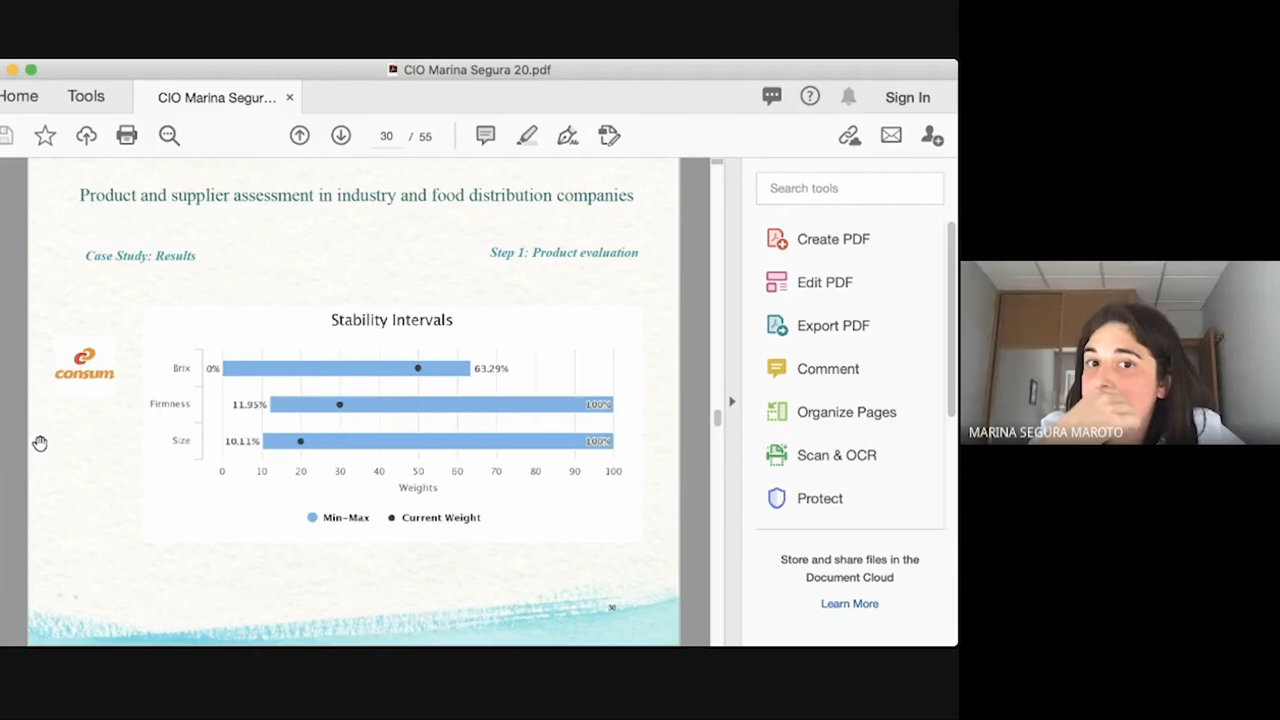 CIO Marina Segura 20.pdf
Home
Tools
CIO Marina Segur... ×
?
Sign In
30 / 55
Product and supplier assessment in industry and food distribution companies
Case Study: Results
Step 1: Product evaluation
consum
Stability Intervals
Brix 0% 63.29%
Firmness 11.95% 100%
Size 10.11% 100%
0 10 20 30 40 50 60 70 80 90 100
Weights
Min-Max Current Weight
30
Search tools
Create PDF
Edit PDF
Export PDF
Comment
Organize Pages
Scan & OCR
Protect
Store and share files in the
Document Cloud
Learn More
MARINA SEGURA MAROTO